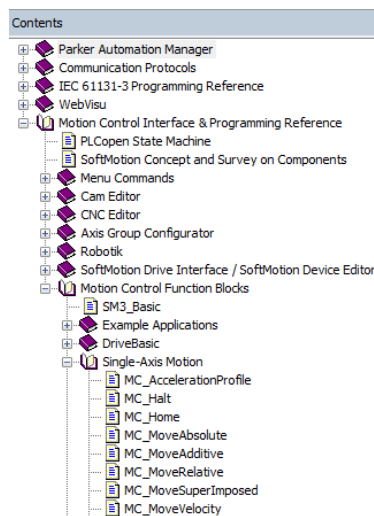 Contents
Parker Automation Manager
Communication Protocols
IEC 61131-3 Programming Reference
WebVisu
Motion Control Interface & Programming Reference
PLCopen State Machine
SoftMotion Concept and Survey on Components
Menu Commands
Cam Editor
CNC Editor
Axis Group Configurator
Robotik
SoftMotion Drive Interface / SoftMotion Device Editor
Motion Control Function Blocks
SM3_Basic
Example Applications
DriveBasic
Single-Axis Motion
MC_AccelerationProfile
MC_Halt
MC_Home
MC_MoveAbsolute
MC_MoveAdditive
MC_MoveRelative
MC_MoveSuperImposed
MC_MoveVelocity